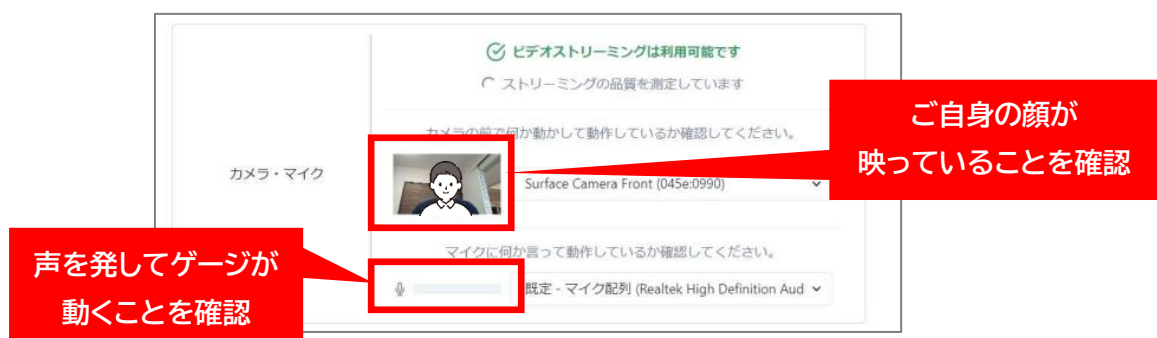 ビデオストリーミングは利用可能です
ストリーミングの品質を測定しています
ご自身の顔が
映っていることを確認
カメラの前で何か動かして動作しているか確認してください。
カメラ・マイク
Surface Camera Front (045e:0990)
マイクに何か言って動作しているか確認してください。
声を発してゲージが
動くことを確認
既定 - マイク配列 (Realtek High Definition Aud